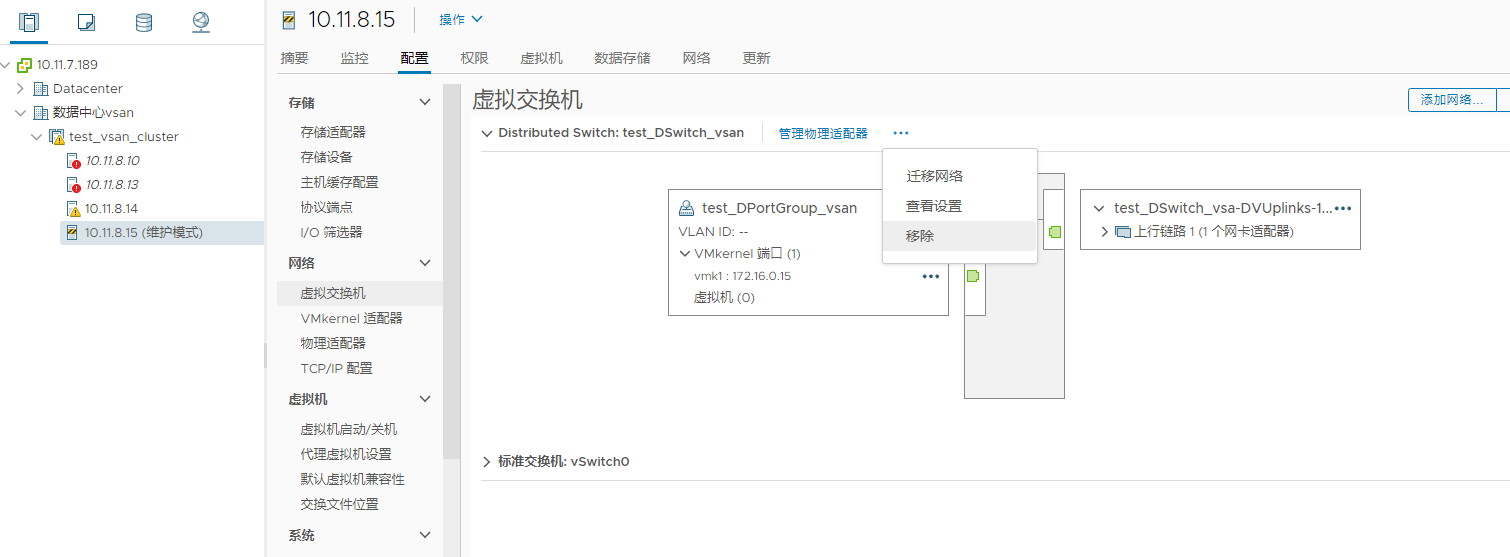 10.11.8.15
操作
摘要 监控 配置 权限 虚拟机 数据存储 网络 更新
10.11.7.189
Datacenter
数据中心vsan
test_vsan_cluster
10.11.8.10
10.11.8.13
10.11.8.14
10.11.8.15 (维护模式)
存储
存储适配器
存储设备
主机缓存配置
协议端点
I/O 筛选器
网络
虚拟交换机
VMkernel 适配器
物理适配器
TCP/IP 配置
虚拟机
虚拟机启动/关机
代理虚拟机设置
默认虚拟机兼容性
交换文件位置
系统
虚拟交换机
添加网络...
Distributed Switch: test_DSwitch_vsan 管理物理适配器 ...
迁移网络
查看设置
移除
test_DPortGroup_vsan
VLAN ID: --
VMkernel 端口 (1)
vmk1 : 172.16.0.15 ...
虚拟机 (0)
test_DSwitch_vsa-DVUplinks-1... ...
上行链路 1 (1 个网卡适配器)
标准交换机: vSwitch0